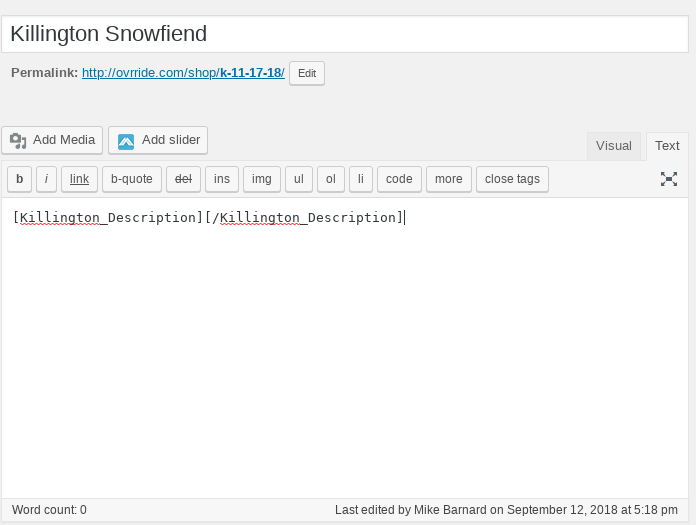 Killington Snowfiend
Permalink: http://ovrride.com/shop/k-11-17-18/ Edit
Add Media Add slider Visual Text
b i link b-quote del ins img ul ol li code more close tags
[Killington_Description][/Killington_Description]
Word count: 0 Last edited by Mike Barnard on September 12, 2018 at 5:18 pm